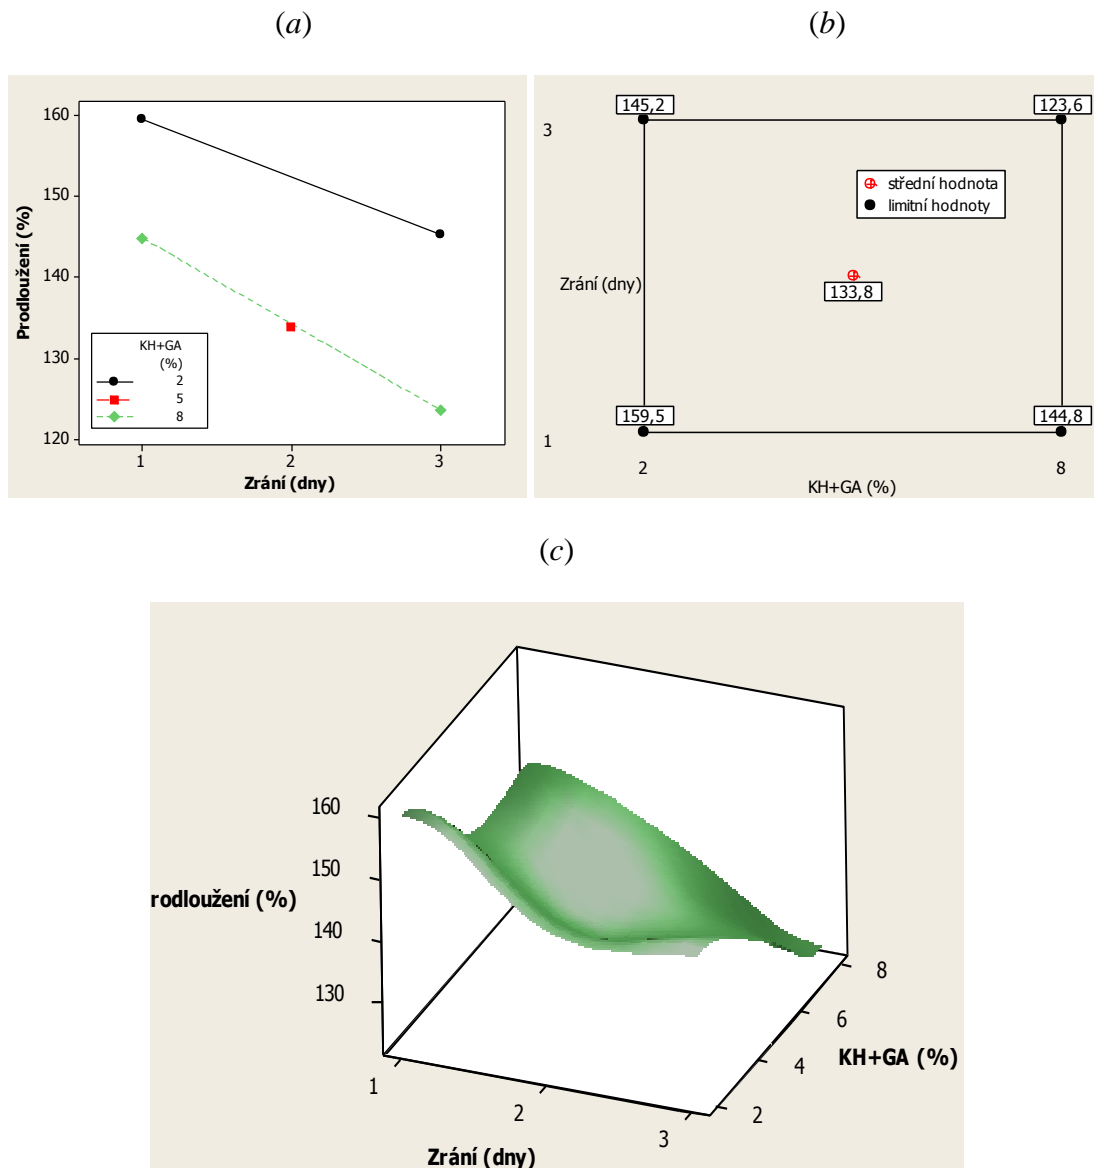 (a)
Prodloužení (%)
160
150
140
130
120
KH+GA
(%)
2
5
8
1
2
3
Zrání (dny)
(b)
145,2
123,6
3
střední hodnota
limitní hodnoty
Zrání (dny)
133,8
159,5
144,8
1
2
8
KH+GA (%)
(c)
160
150
rodloužení (%)
140
130
8
6
KH+GA (%)
4
2
1
2
3
Zrání (dny)